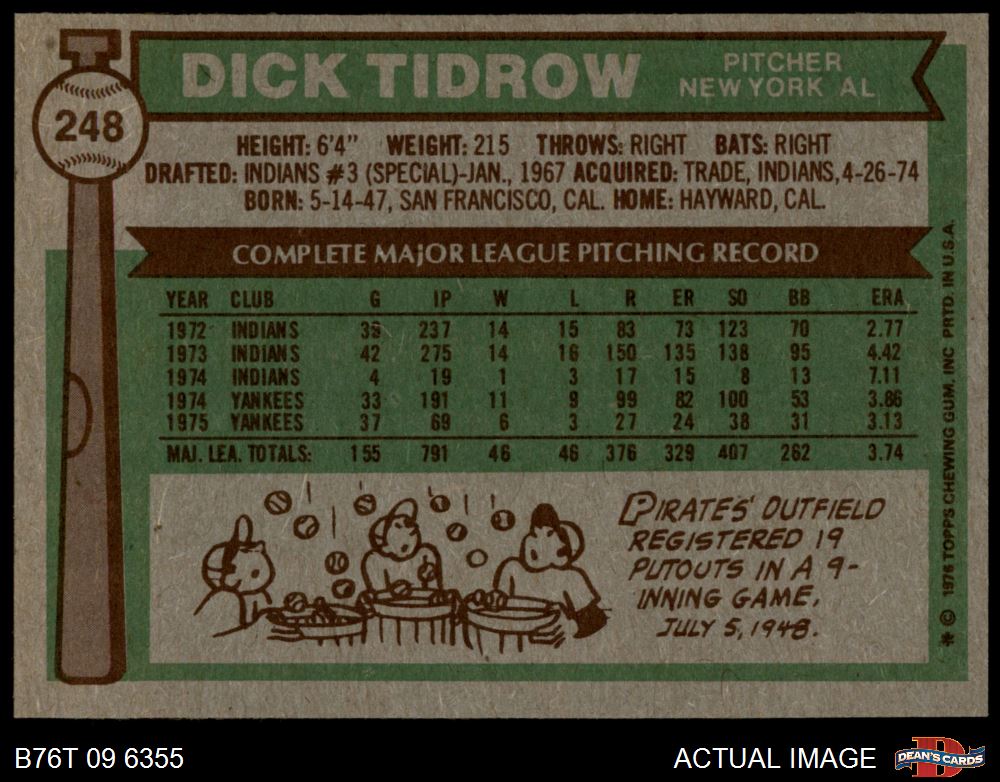 DICK TIDROW
PITCHER
NEW YORK AL
248
HEIGHT: 6'4" WEIGHT: 215 THROWS: RIGHT BATS: RIGHT
DRAFTED: INDIANS #3 (SPECIAL)-JAN., 1967 ACQUIRED: TRADE, INDIANS, 4-26-74
BORN: 5-14-47, SAN FRANCISCO, CAL. HOME: HAYWARD, CAL.
COMPLETE MAJOR LEAGUE PITCHING RECORD
YEAR CLUB G IP W L R ER SO BB ERA
1972 INDIANS 39 237 14 15 83 73 123 70 2.77
1973 INDIANS 42 275 14 16 150 135 138 95 4.42
1974 INDIANS 4 19 1 3 17 15 8 13 7.11
1974 YANKEES 33 191 11 9 99 82 100 53 3.86
1975 YANKEES 37 69 6 3 27 24 38 31 3.13
MAJ. LEA. TOTALS: 155 791 46 46 376 329 407 262 3.74
PIRATES' OUTFIELD
REGISTERED 19
PUTOUTS IN A 9-
INNING GAME,
JULY 5, 1948.
* © 1976 TOPPS CHEWING GUM, INC PRTD. IN U.S.A.
B76T 09 6355
ACTUAL IMAGE
D
DEAN'S CARDS